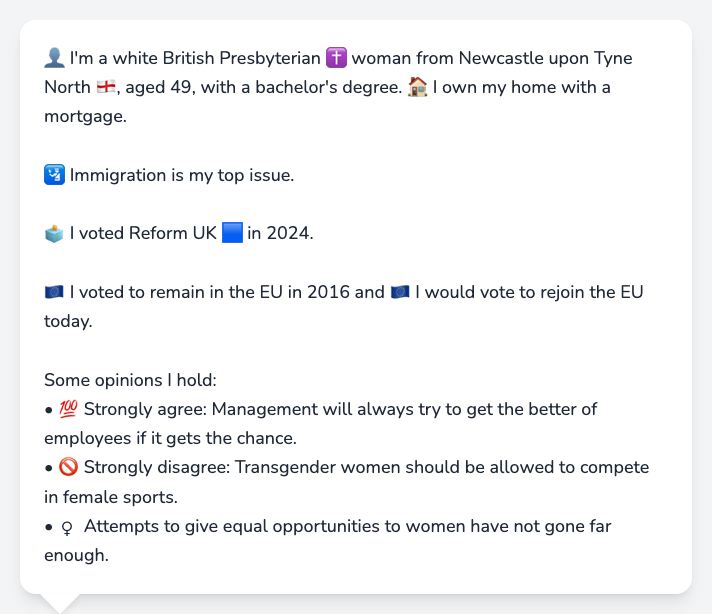 👤 I'm a white British Presbyterian ✝️ woman from Newcastle upon Tyne
North 🏴󠁧󠁢󠁥󠁮󠁧󠁿, aged 49, with a bachelor's degree. 🏠 I own my home with a
mortgage.
🛂 Immigration is my top issue.
🗳️ I voted Reform UK 🟦 in 2024.
🇪🇺 I voted to remain in the EU in 2016 and 🇪🇺 I would vote to rejoin the EU
today.
Some opinions I hold:
• 💯 Strongly agree: Management will always try to get the better of
employees if it gets the chance.
• 🚫 Strongly disagree: Transgender women should be allowed to compete
in female sports.
• ♀ Attempts to give equal opportunities to women have not gone far
enough.